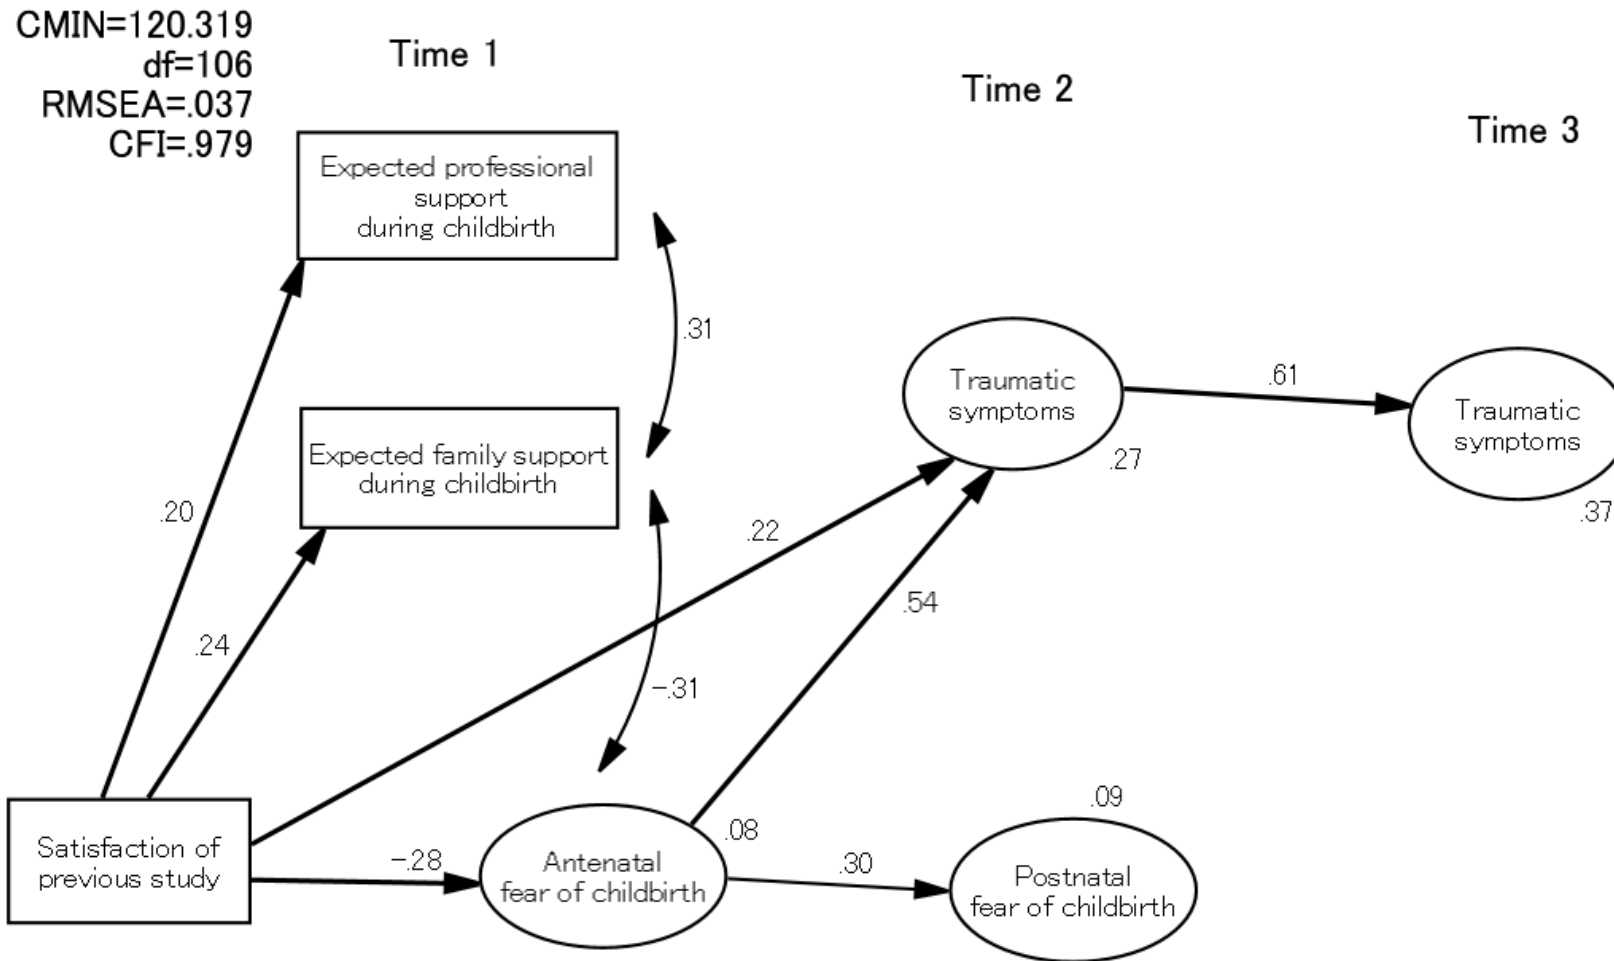 CMIN=120.319
df=106
RMSEA=.037
CFI=.979
Time 1
Time 2
Time 3
Expected professional
support
during childbirth
.31
Expected family support
during childbirth
Traumatic
symptoms
.27
.61
Traumatic
symptoms
.37
.20
.24
.22
.54
-.31
Satisfaction of
previous study
-.28
Antenatal
fear of childbirth
.08
.30
.09
Postnatal
fear of childbirth